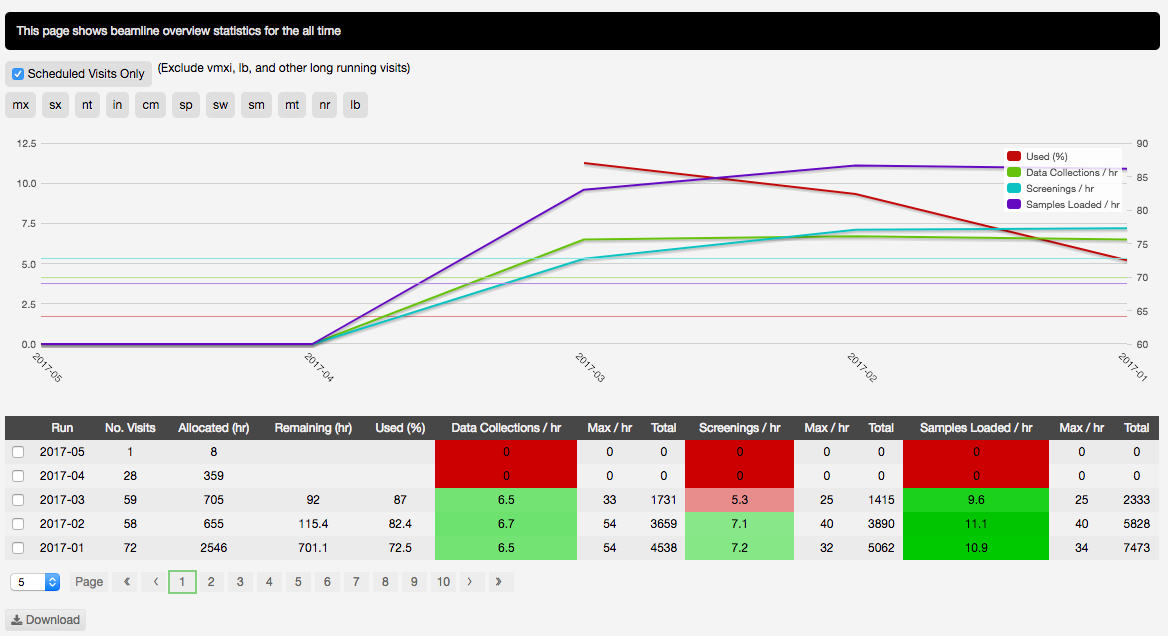 This page shows beamline overview statistics for the all time
Scheduled Visits Only (Exclude vmxi, lb, and other long running visits)
mx sx nt in cm sp sw sm mt nr lb
12.5 90
Used (%)
10.0 85
Data Collections / hr
Screenings / hr
Samples Loaded / hr
7.5 80
75
5.0 70
2.5 65
0.0 60
2017-05 2017-04 2017-03 2017-02 2017-01
Run No. Visits Allocated (hr) Remaining (hr) Used (%) Data Collections / hr Max / hr Total Screenings / hr Max / hr Total Samples Loaded / hr Max / hr Total
2017-05 1 8 0 0 0 0 0 0 0 0 0
2017-04 28 359 0 0 0 0 0 0 0 0 0
2017-03 59 705 92 87 6.5 33 1731 5.3 25 1415 9.6 25 2333
2017-02 58 655 115.4 82.4 6.7 54 3659 7.1 40 3890 11.1 40 5828
2017-01 72 2546 701.1 72.5 6.5 54 4538 7.2 32 5062 10.9 34 7473
5 Page « ‹ 1 2 3 4 5 6 7 8 9 10 › »
Download